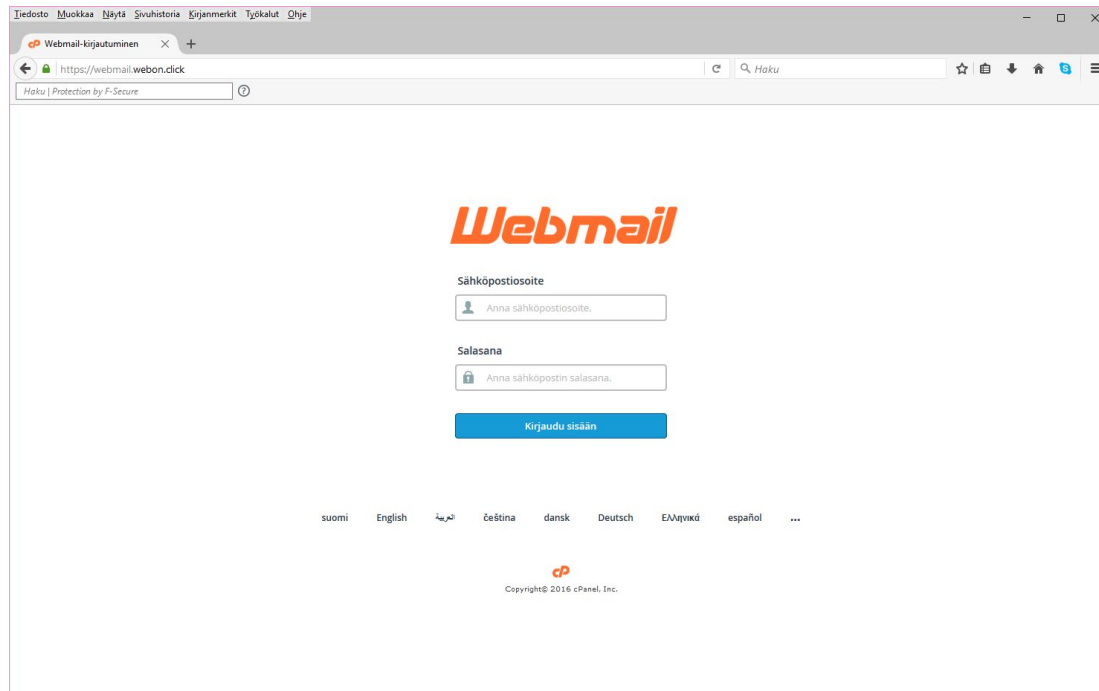 Tiedosto Muokkaa Näytä Sivuhistoria Kirjanmerkit Työkalut Ohje
cP Webmail-kirjautuminen
https://webmail.webon.click
Haku
Haku | Protection by F-Secure
Webmail
Sähköpostiosoite
Anna sähköpostiosoite.
Salasana
Anna sähköpostin salasana.
Kirjaudu sisään
suomi English العربية čeština dansk Deutsch Ελληνικά español ...
cP
Copyright© 2016 cPanel, Inc.